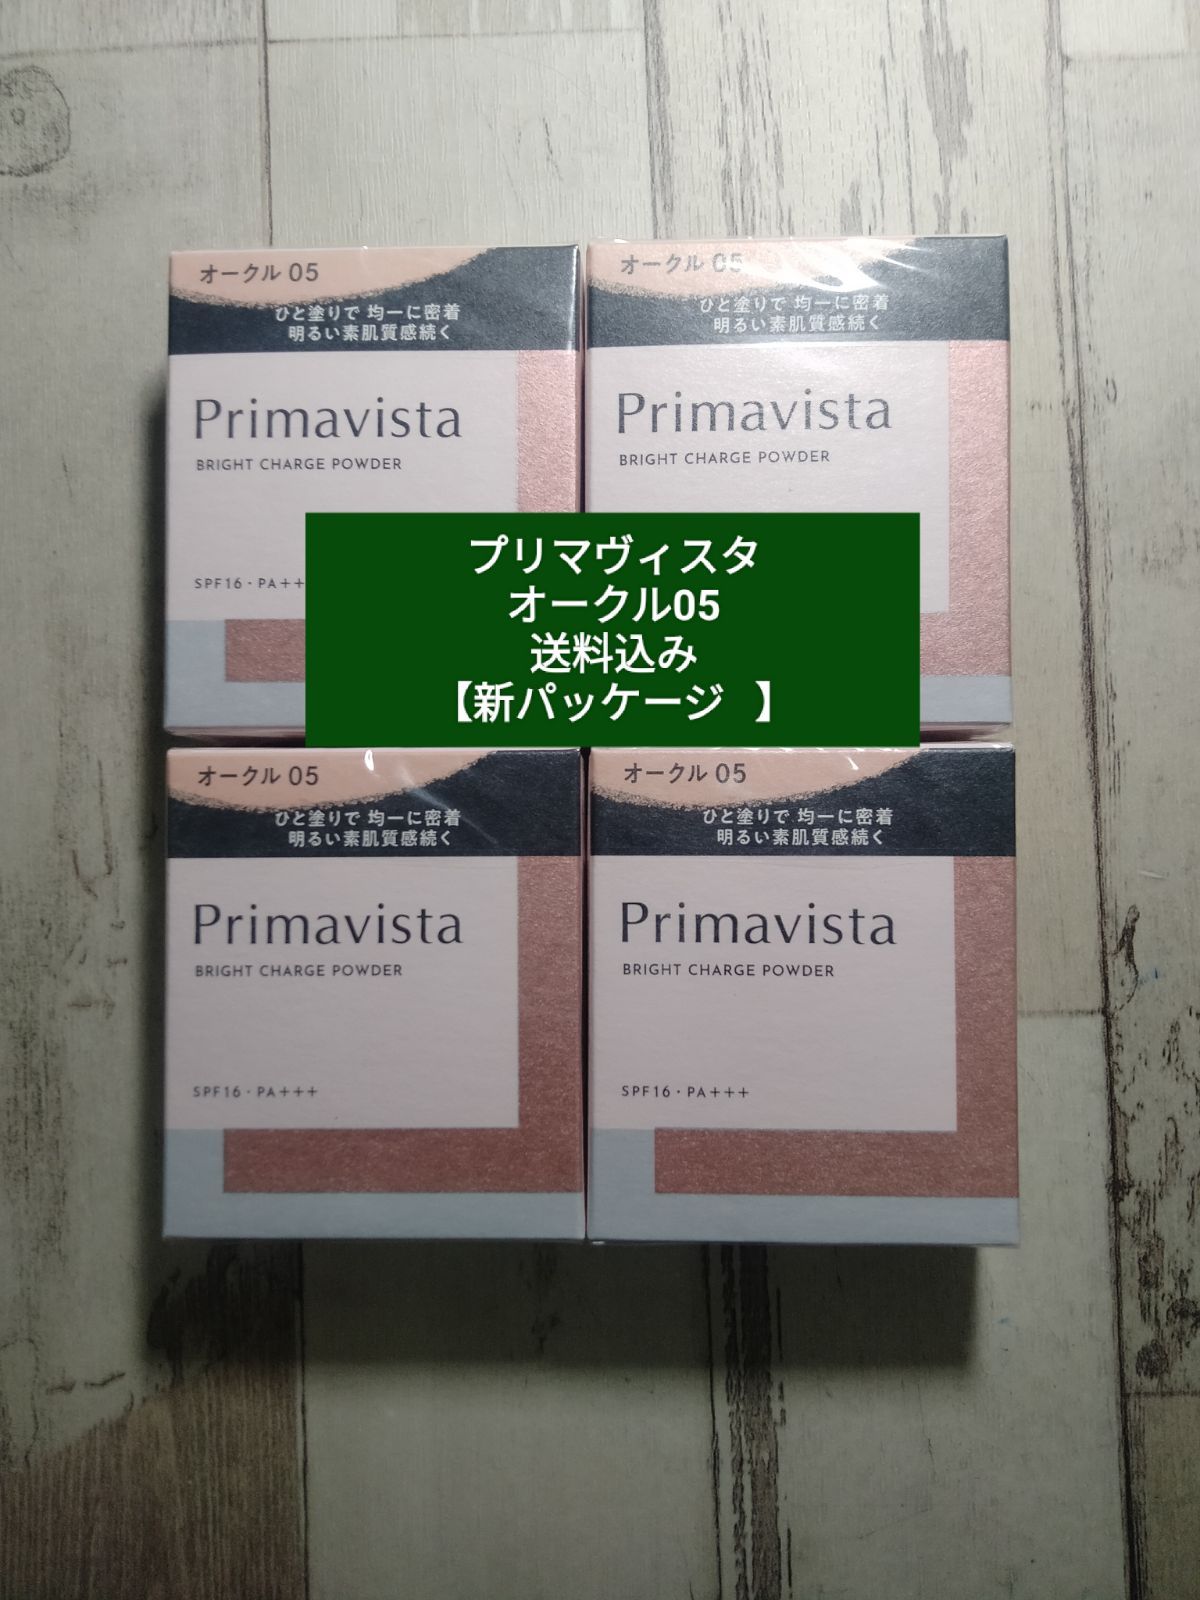 オークル 05
ひと塗りで 均一に密着
明るい素肌質感続く
Primavista
BRIGHT CHARGE POWDER
SPF16・PA++
オークル 05
ひと塗りで 均一に密着
明るい素肌質感続く
Primavista
BRIGHT CHARGE POWDER
プリマヴィスタ
オークル05
送料込み
【新パッケージ 】
オークル 05
ひと塗りで 均一に密着
明るい素肌質感続く
Primavista
BRIGHT CHARGE POWDER
SPF16・PA+++
オークル 05
ひと塗りで 均一に密着
明るい素肌質感続く
Primavista
BRIGHT CHARGE POWDER
SPF16・PA+++